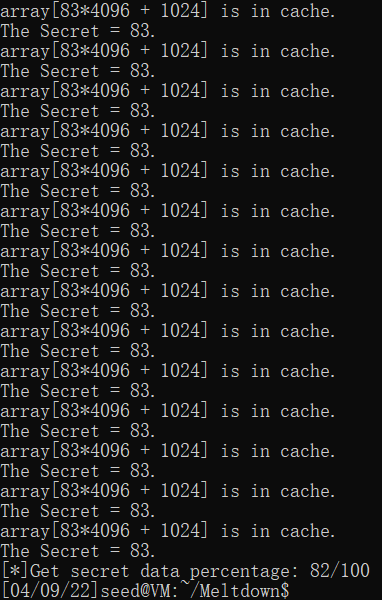 array[83*4096 + 1024] is in cache.
The Secret = 83.
array[83*4096 + 1024] is in cache.
The Secret = 83.
array[83*4096 + 1024] is in cache.
The Secret = 83.
array[83*4096 + 1024] is in cache.
The Secret = 83.
array[83*4096 + 1024] is in cache.
The Secret = 83.
array[83*4096 + 1024] is in cache.
The Secret = 83.
array[83*4096 + 1024] is in cache.
The Secret = 83.
array[83*4096 + 1024] is in cache.
The Secret = 83.
array[83*4096 + 1024] is in cache.
The Secret = 83.
array[83*4096 + 1024] is in cache.
The Secret = 83.
array[83*4096 + 1024] is in cache.
The Secret = 83.
array[83*4096 + 1024] is in cache.
The Secret = 83.
array[83*4096 + 1024] is in cache.
The Secret = 83.
array[83*4096 + 1024] is in cache.
The Secret = 83.
[*]Get secret data percentage: 82/100
[04/09/22]seed@VM:~/Meltdown$